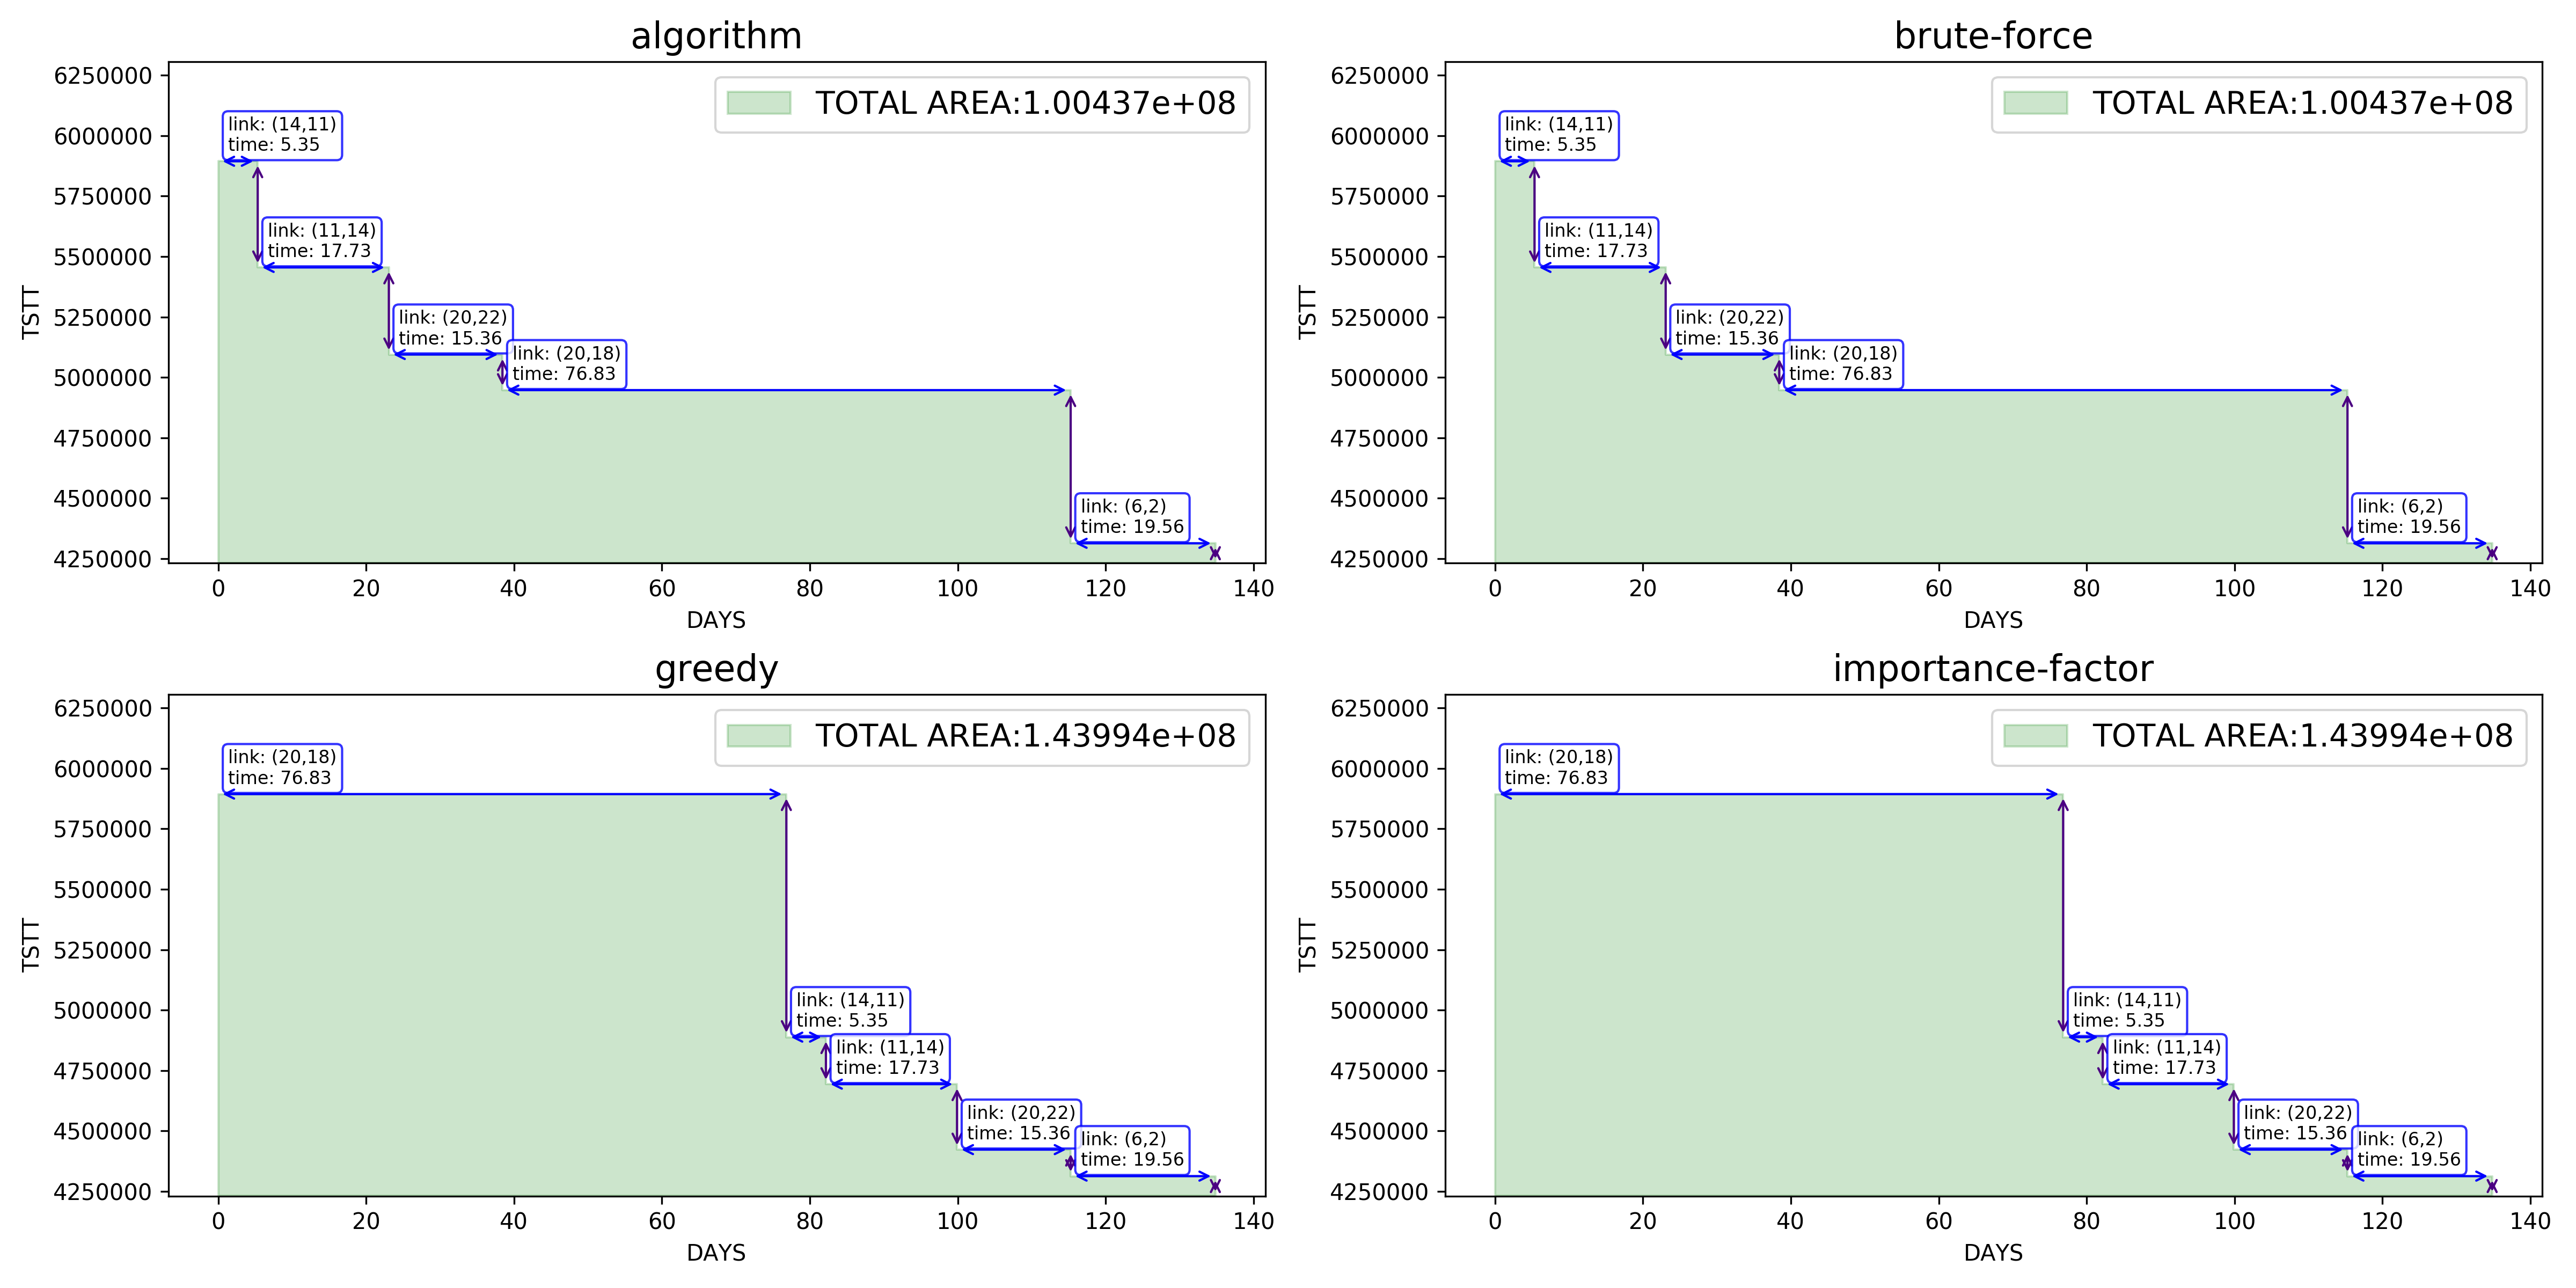 algorithm
TOTAL AREA:1.00437e+08
6250000
6000000
5750000
5500000
5250000
5000000
4750000
4500000
4250000
TSTT
link: (14,11)
time: 5.35
link: (11,14)
time: 17.73
link: (20,22)
time: 15.36
link: (20,18)
time: 76.83
link: (6,2)
time: 19.56
0 20 40 60 80 100 120 140
DAYS
brute-force
TOTAL AREA:1.00437e+08
6250000
6000000
5750000
5500000
5250000
5000000
4750000
4500000
4250000
TSTT
link: (14,11)
time: 5.35
link: (11,14)
time: 17.73
link: (20,22)
time: 15.36
link: (20,18)
time: 76.83
link: (6,2)
time: 19.56
0 20 40 60 80 100 120 140
DAYS
greedy
TOTAL AREA:1.43994e+08
6250000
6000000
5750000
5500000
5250000
5000000
4750000
4500000
4250000
TSTT
link: (20,18)
time: 76.83
link: (14,11)
time: 5.35
link: (11,14)
time: 17.73
link: (20,22)
time: 15.36
link: (6,2)
time: 19.56
0 20 40 60 80 100 120 140
DAYS
importance-factor
TOTAL AREA:1.43994e+08
6250000
6000000
5750000
5500000
5250000
5000000
4750000
4500000
4250000
TSTT
link: (20,18)
time: 76.83
link: (14,11)
time: 5.35
link: (11,14)
time: 17.73
link: (20,22)
time: 15.36
link: (6,2)
time: 19.56
0 20 40 60 80 100 120 140
DAYS